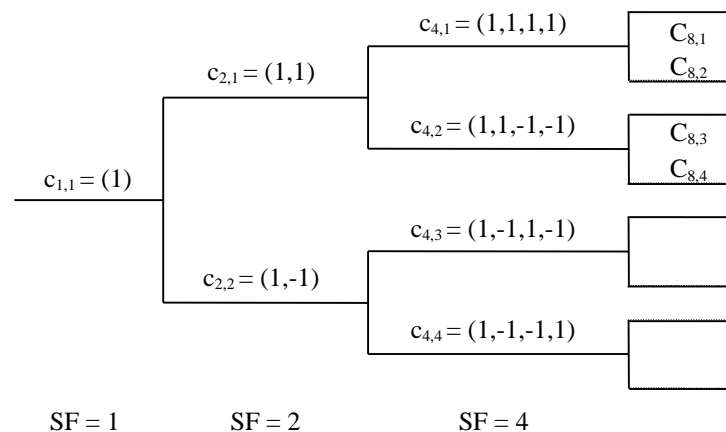 c4,1 = (1,1,1,1)
C8,1
C8,2
c2,1 = (1,1)
c4,2 = (1,1,-1,-1)
C8,3
C8,4
c1,1 = (1)
c4,3 = (1,-1,1,-1)
c2,2 = (1,-1)
c4,4 = (1,-1,-1,1)
SF = 1
SF = 2
SF = 4